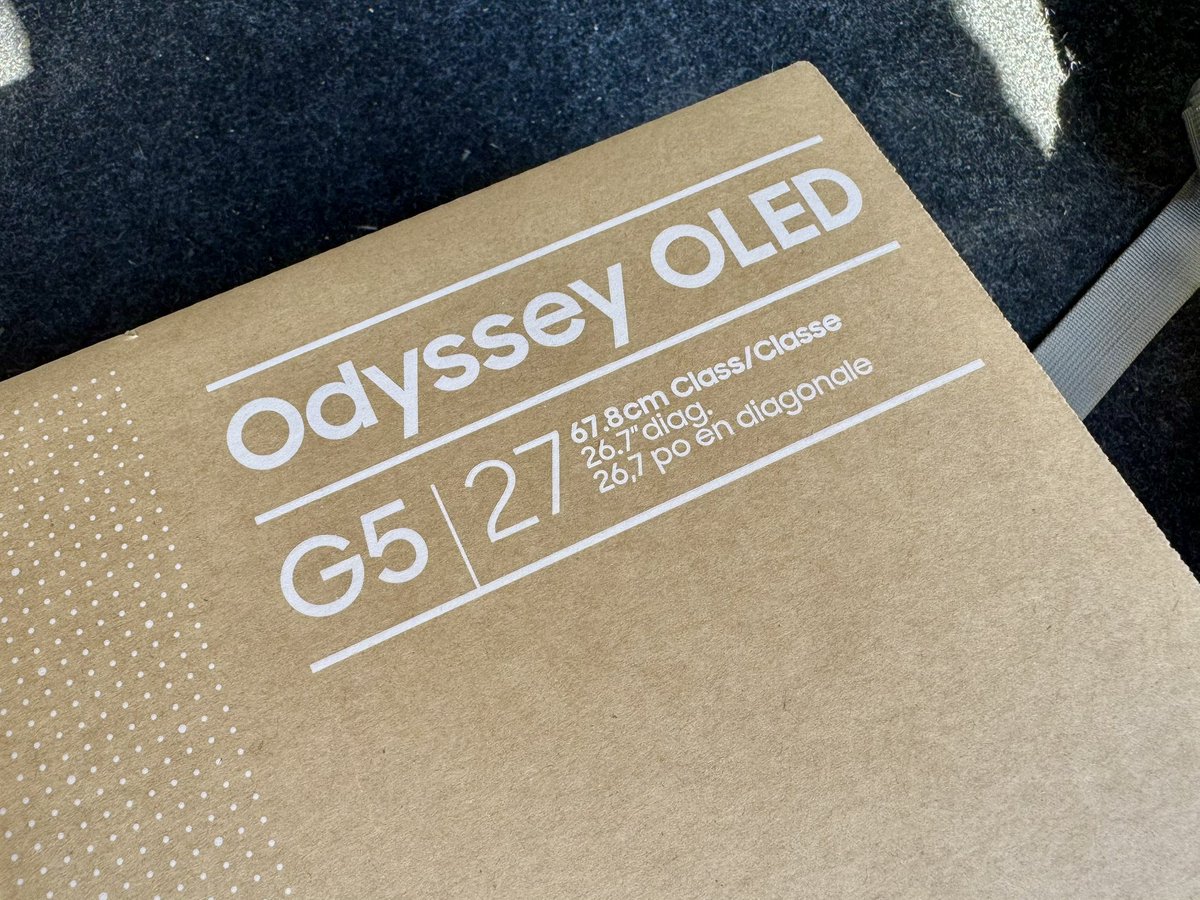 Odyssey OLED
G5 27
67.8cm Class/Classe
26.7"diag.
26,7 po en diagonale